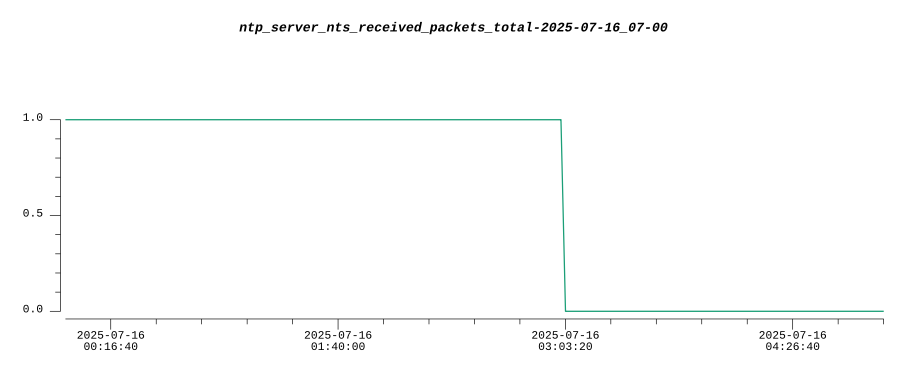 ntp_server_nts_received_packets_total-2025-07-16_07-00
1.0
0.5
0.0
2025-07-16 2025-07-16 2025-07-16 2025-07-16
00:16:40 01:40:00 03:03:20 04:26:40